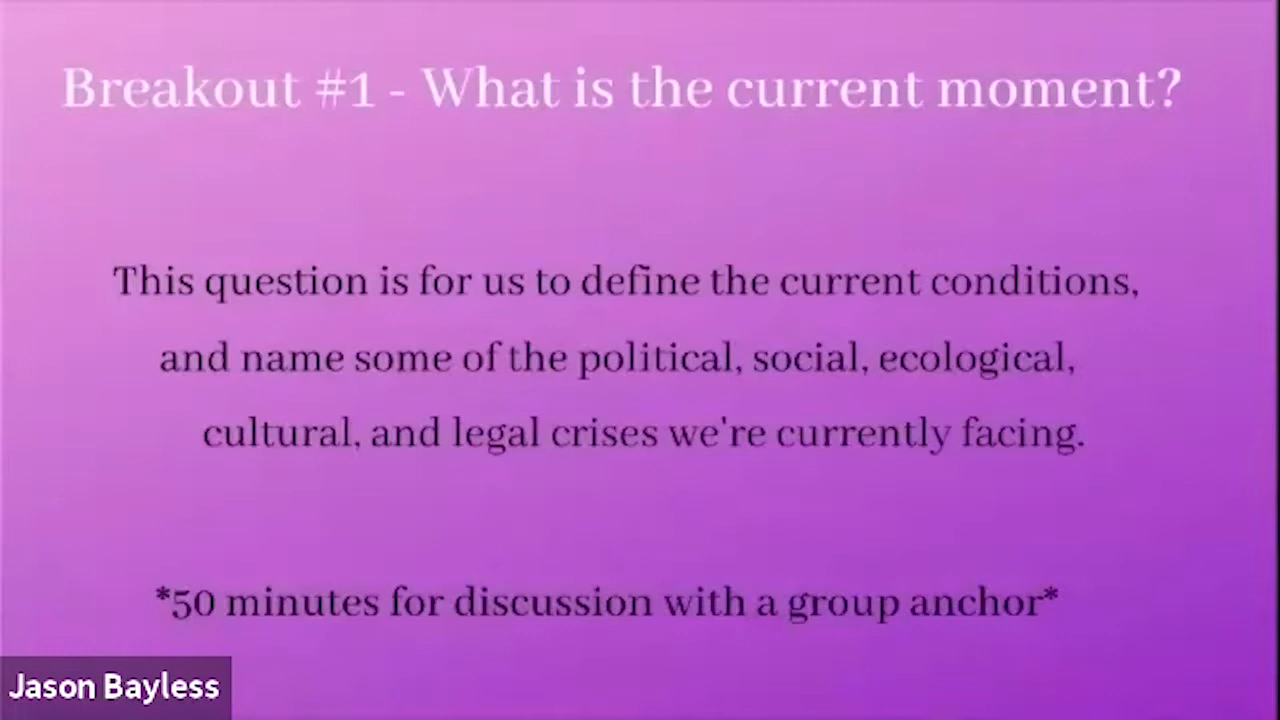 Breakout #1 - What is the current moment?
This question is for us to define the current conditions,
and name some of the political, social, ecological,
cultural, and legal crises we're currently facing.
*50 minutes for discussion with a group anchor*
Jason Bayless